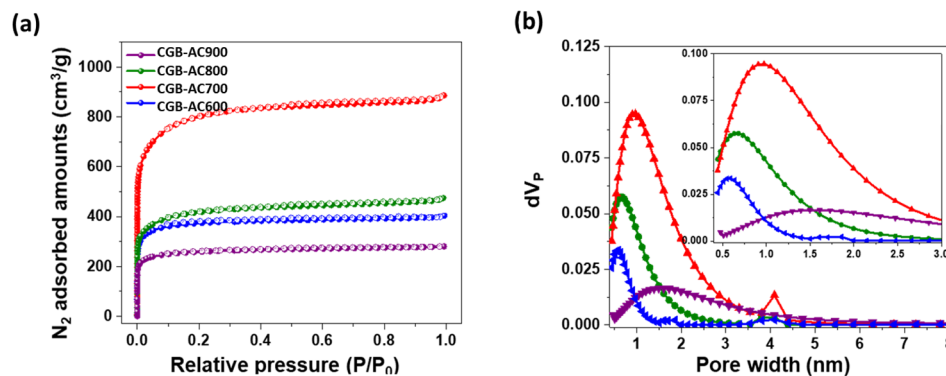 (a)
N2 adsorbed amounts (cm3/g)
1000
800
600
400
200
0
CGB-AC900
CGB-AC800
CGB-AC700
CGB-AC600
0.0 0.2 0.4 0.6 0.8 1.0
Relative pressure (P/P0)
(b)
dVP
0.125
0.100
0.075
0.050
0.025
0.000
0.100
0.075
0.050
0.025
0.000
0.5 1.0 1.5 2.0 2.5 3.0
1 2 3 4 5 6 7 8
Pore width (nm)